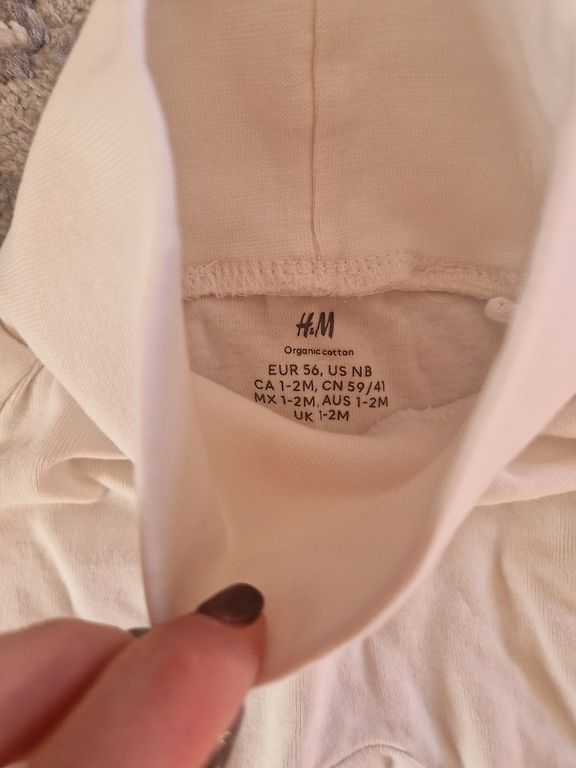 H&M
Organic cotton
EUR 56, US NB
CA 1-2M, CN 59/41
MX 1-2M, AUS 1-2M
UK 1-2M